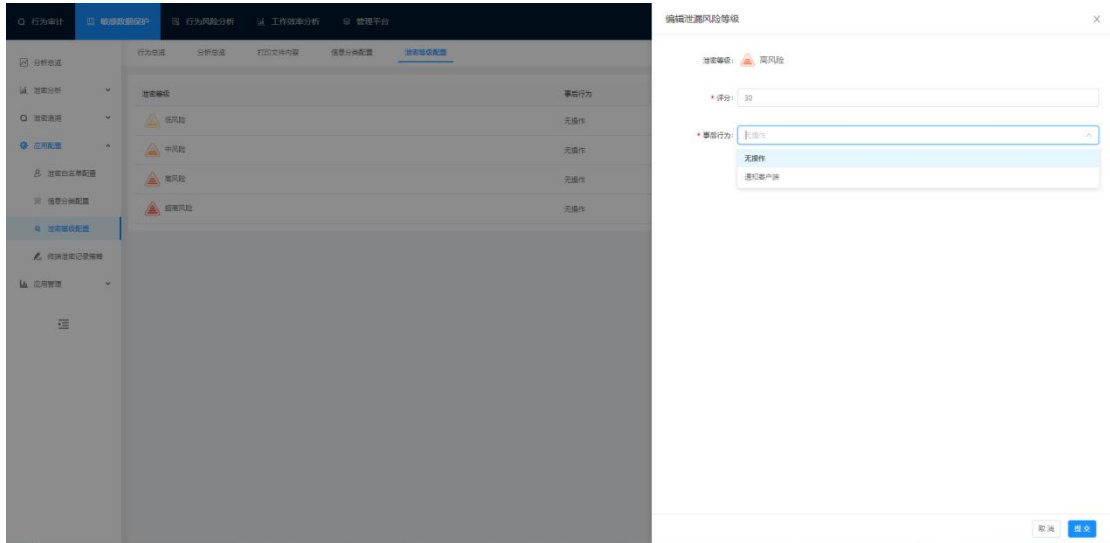 行为审计 敏感数据保护 行为风险分析 工作效率分析 管理平台
编辑泄漏风险等级
行为总览 分析总览 打印文件内容 信息分类配置 泄密等级配置
分析总览
泄密分析
泄密追溯
应用配置
泄密白名单配置
信息分类配置
泄密等级配置
终端泄密记录策略
应用管理
泄密等级 事后行为
低风险 无操作
中风险 无操作
高风险 无操作
超高风险 无操作
泄密等级: 高风险
* 评分: 30
* 事后行为: 无操作
无操作
通知客户端
取消 提交